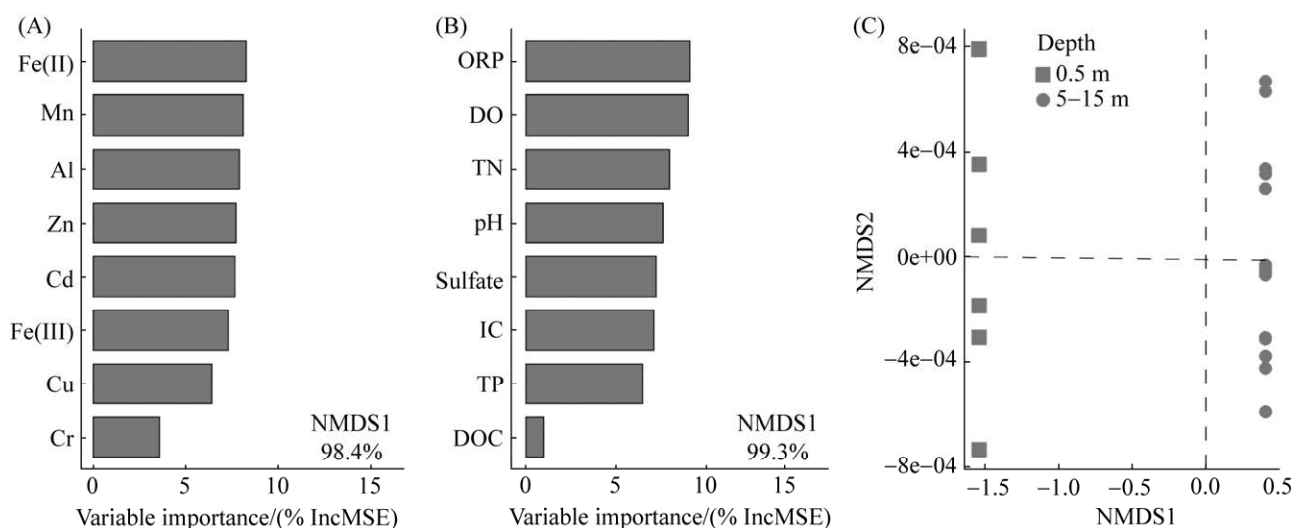 (A)
Fe(II)
Mn
Al
Zn
Cd
Fe(III)
Cu
Cr
NMDS1
98.4%
0 5 10 15
Variable importance/(% IncMSE)
(B)
ORP
DO
TN
pH
Sulfate
IC
TP
DOC
NMDS1
99.3%
0 5 10 15
Variable importance/(% IncMSE)
(C)
Depth
0.5 m
5–15 m
8e−04
4e−04
0e+00
−4e−04
−8e−04
NMDS2
−1.5 −1.0 −0.5 0.0 0.5
NMDS1